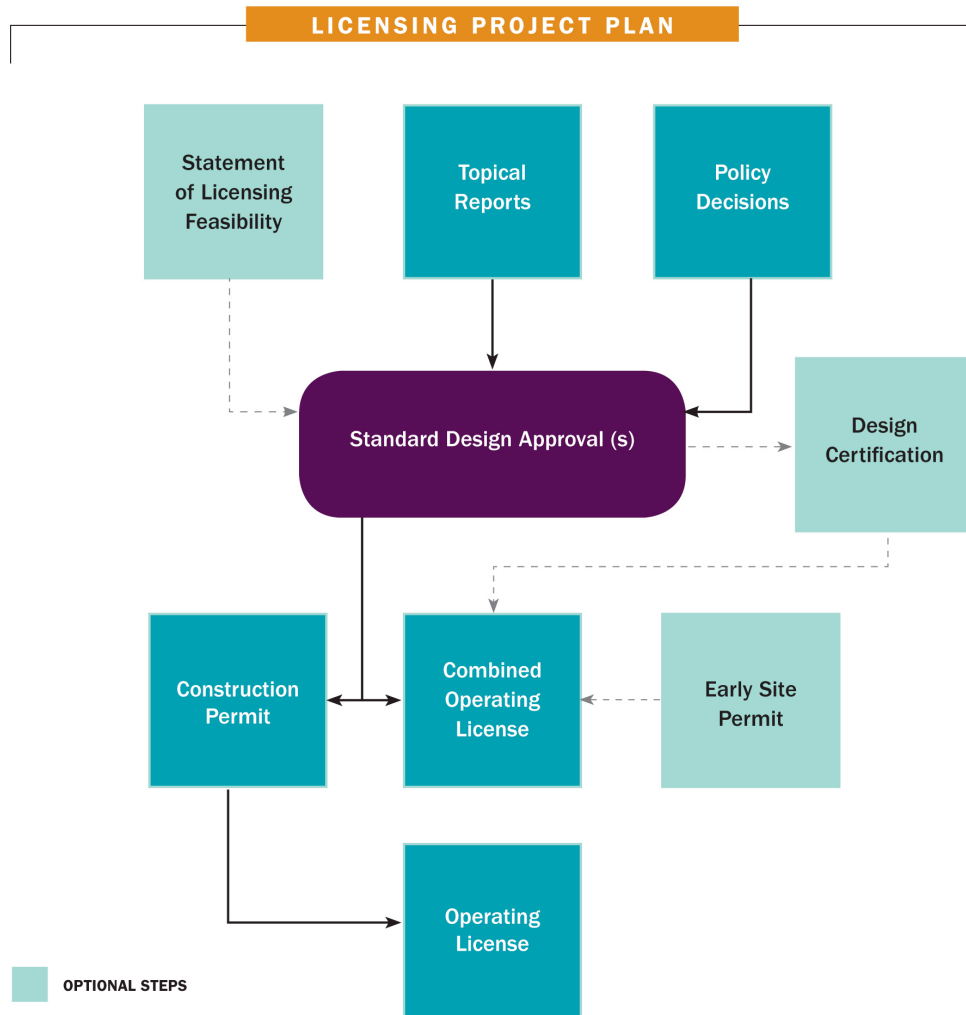 LICENSING PROJECT PLAN
Statement
of Licensing
Feasibility
Topical
Reports
Policy
Decisions
Standard Design Approval (s)
Design
Certification
Construction
Permit
Combined
Operating
License
Early Site
Permit
Operating
License
OPTIONAL STEPS